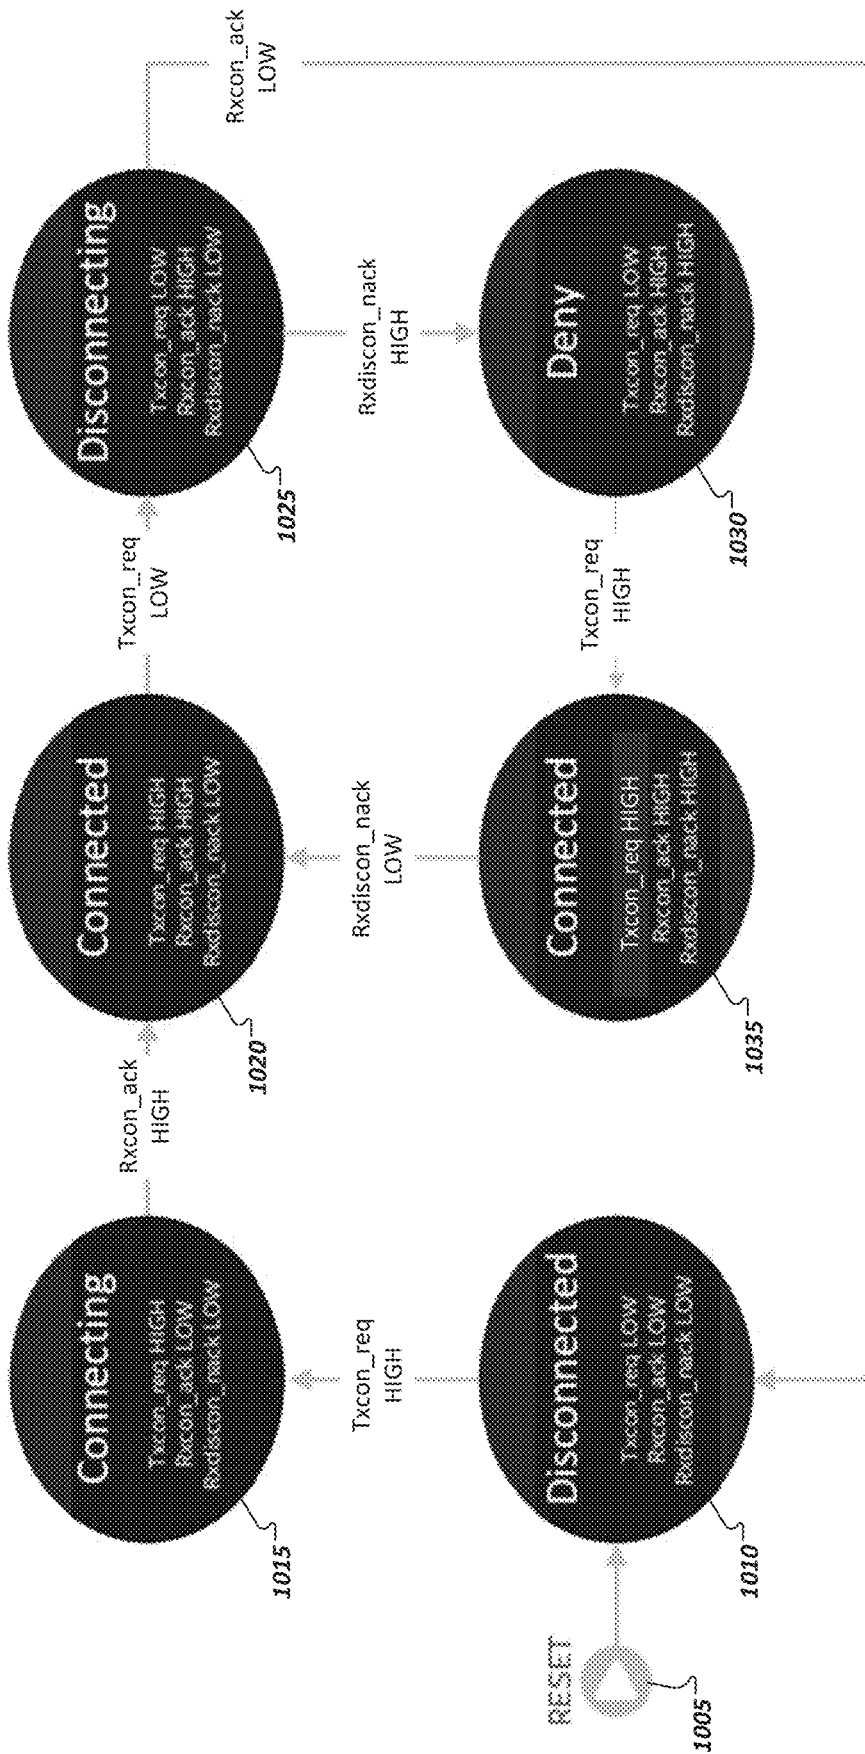 Connecting
Txcon_req HIGH
Rxcon_ack LOW
Rxdiscon_nack LOW
1015
Rxcon_ack
HIGH
Connected
Txcon_req HIGH
Rxcon_ack HIGH
Rxdiscon_nack LOW
1020
Txcon_req
LOW
Disconnecting
Txcon_req LOW
Rxcon_ack HIGH
Rxdiscon_nack LOW
1025
Rxcon_ack
LOW
Txcon_req
HIGH
Rxdiscon_nack
LOW
Rxdiscon_nack
HIGH
RESET
1005
Disconnected
Txcon_req LOW
Rxcon_ack LOW
Rxdiscon_nack LOW
1010
Connected
Txcon_req HIGH
Rxcon_ack HIGH
Rxdiscon_nack HIGH
1035
Txcon_req
HIGH
Deny
Txcon_req LOW
Rxcon_ack HIGH
Rxdiscon_nack HIGH
1030